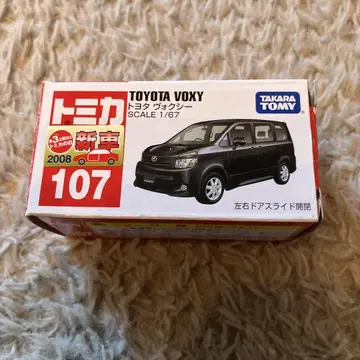 トミカ
TOYOTA VOXY
トヨタ ヴォクシー
SCALE 1/67
TAKARA
TOMY
新車
2008
107
左右ドアスライド開閉